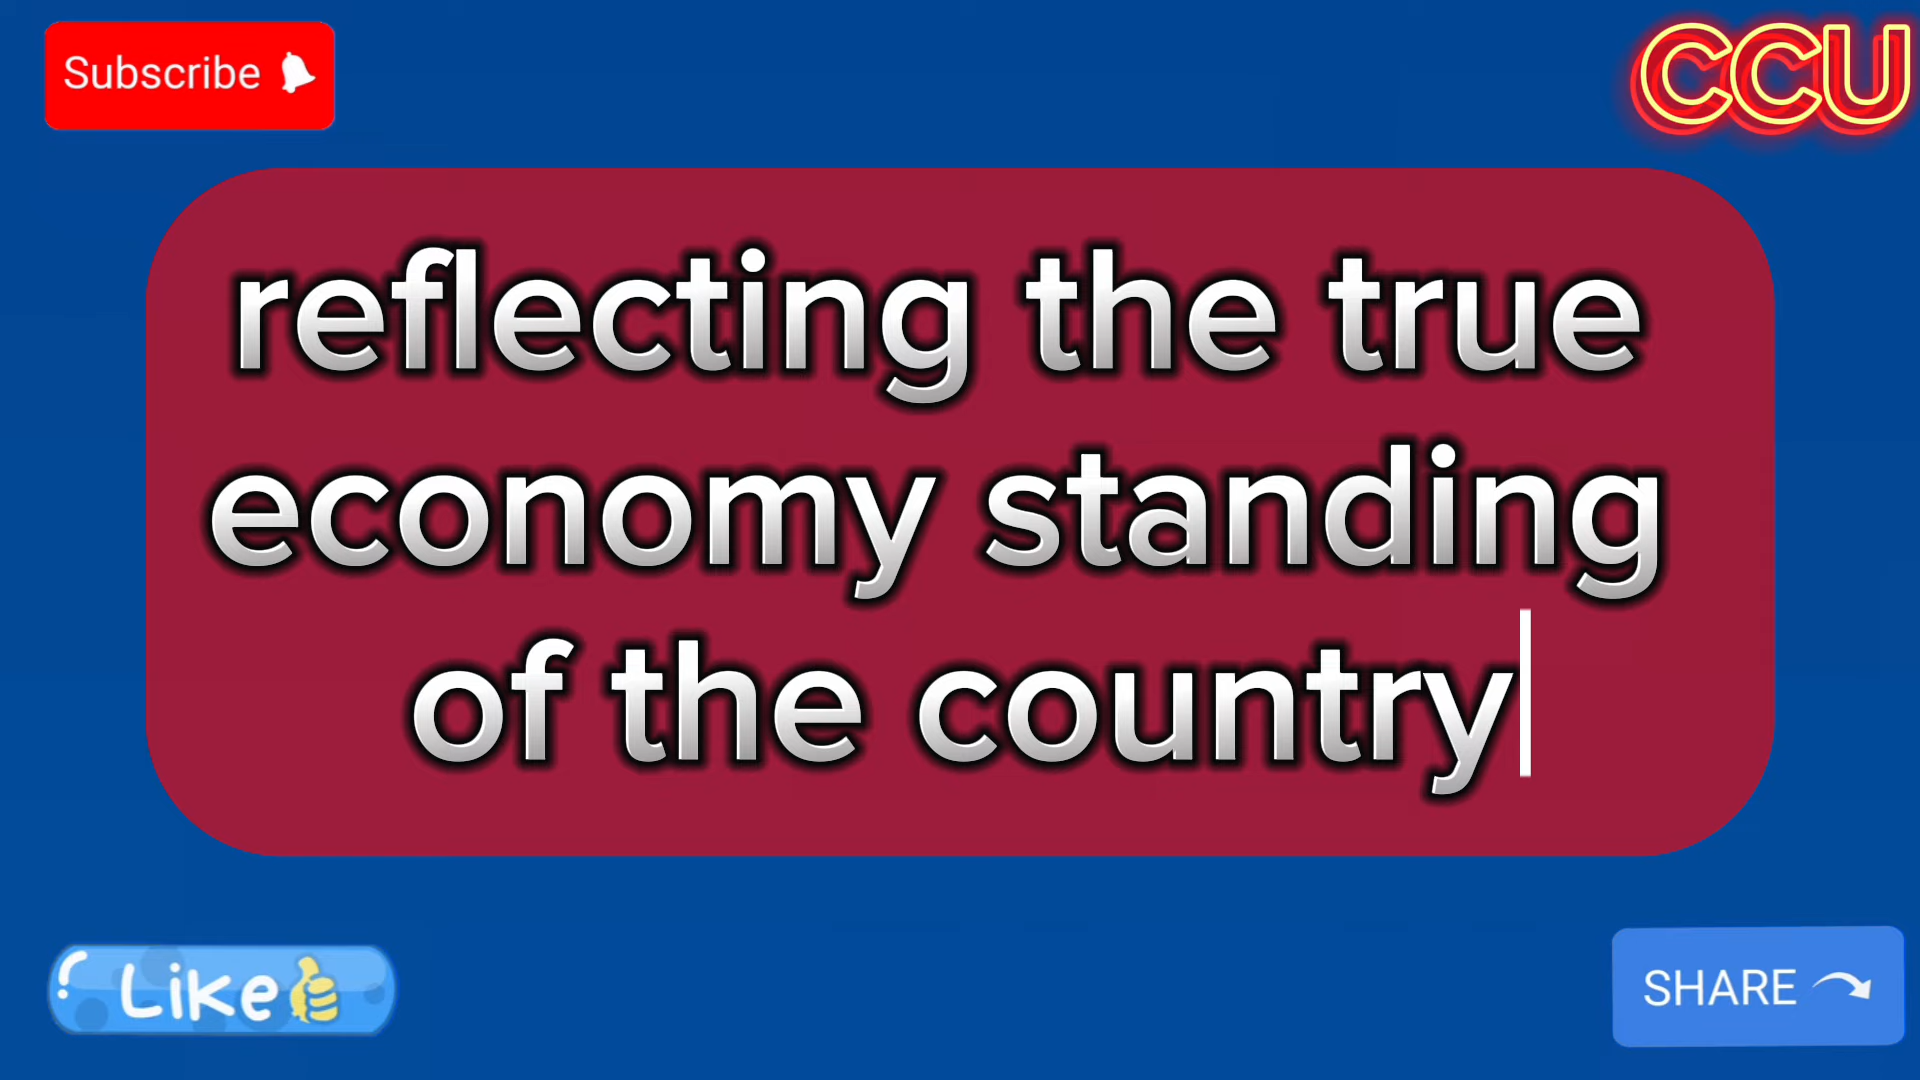 Subscribe
CCU
reflecting the true
economy standing
of the country
Like
SHARE